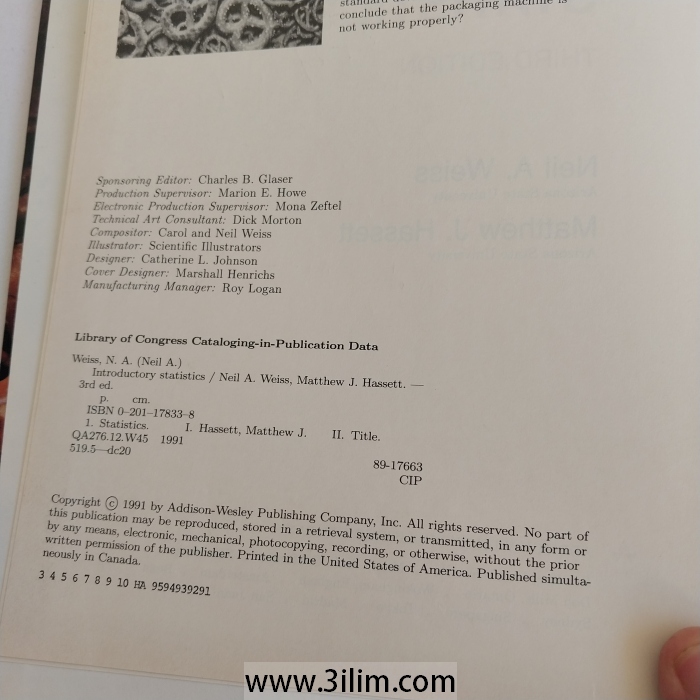 conclude that the packaging machine is
not working properly?
Neil A. Weiss
Matthew J. Hassett
Sponsoring Editor: Charles B. Glaser
Production Supervisor: Marion E. Howe
Electronic Production Supervisor: Mona Zeftel
Technical Art Consultant: Dick Morton
Compositor: Carol and Neil Weiss
Illustrator: Scientific Illustrators
Designer: Catherine L. Johnson
Cover Designer: Marshall Henrichs
Manufacturing Manager: Roy Logan
Library of Congress Cataloging-in-Publication Data
Weiss, N. A. (Neil A.)
Introductory statistics / Neil A. Weiss, Matthew J. Hassett. —
3rd ed.
p. cm.
ISBN 0-201-17833-8
1. Statistics. I. Hassett, Matthew J. II. Title.
QA276.12.W45 1991
519.5—dc20
89-17663
CIP
Copyright © 1991 by Addison-Wesley Publishing Company, Inc. All rights reserved. No part of
this publication may be reproduced, stored in a retrieval system, or transmitted, in any form or
by any means, electronic, mechanical, photocopying, recording, or otherwise, without the prior
written permission of the publisher. Printed in the United States of America. Published simulta-
neously in Canada.
3 4 5 6 7 8 9 10 HA 9594939291
www.3ilim.com